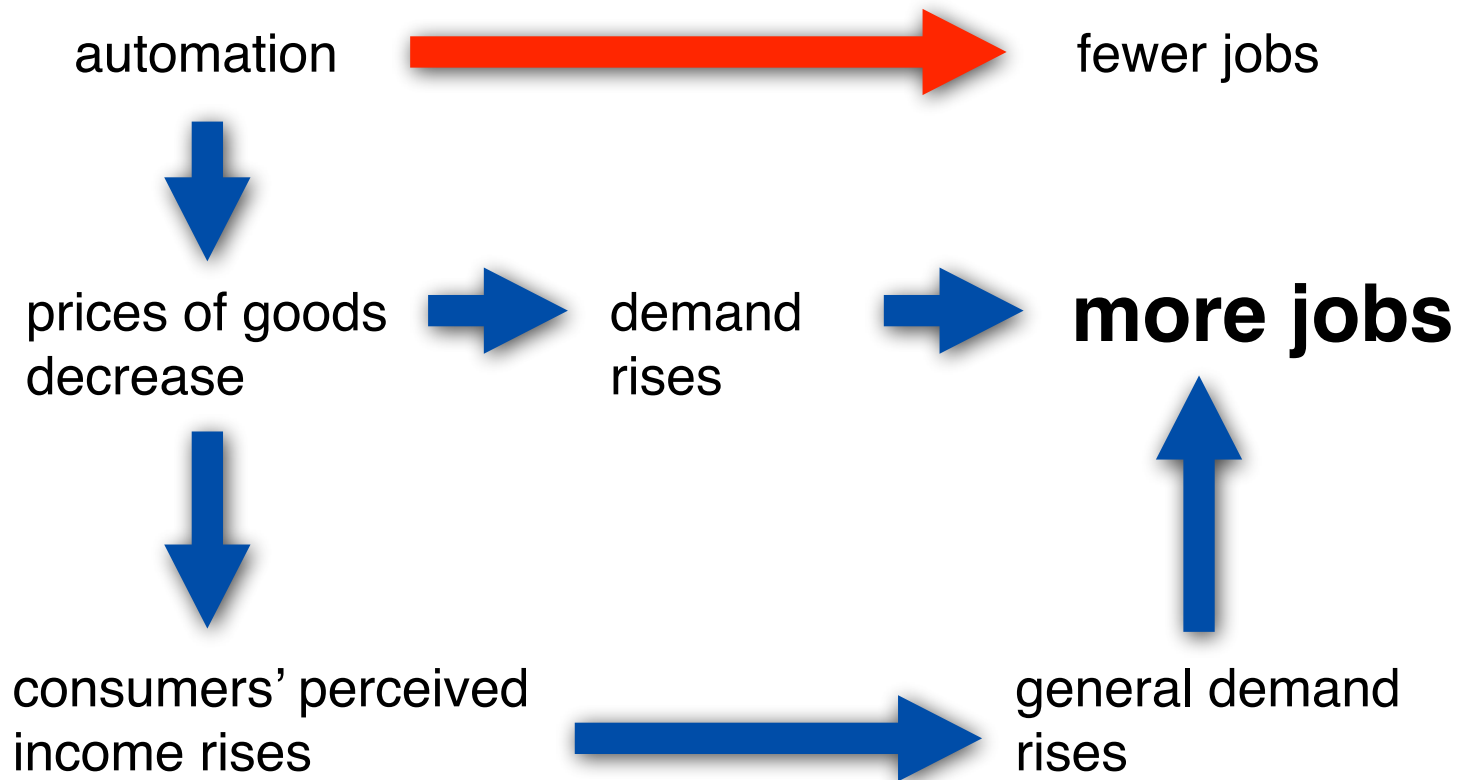 automation
fewer jobs
prices of goods
decrease
demand
rises
more jobs
consumers’ perceived
income rises
general demand
rises